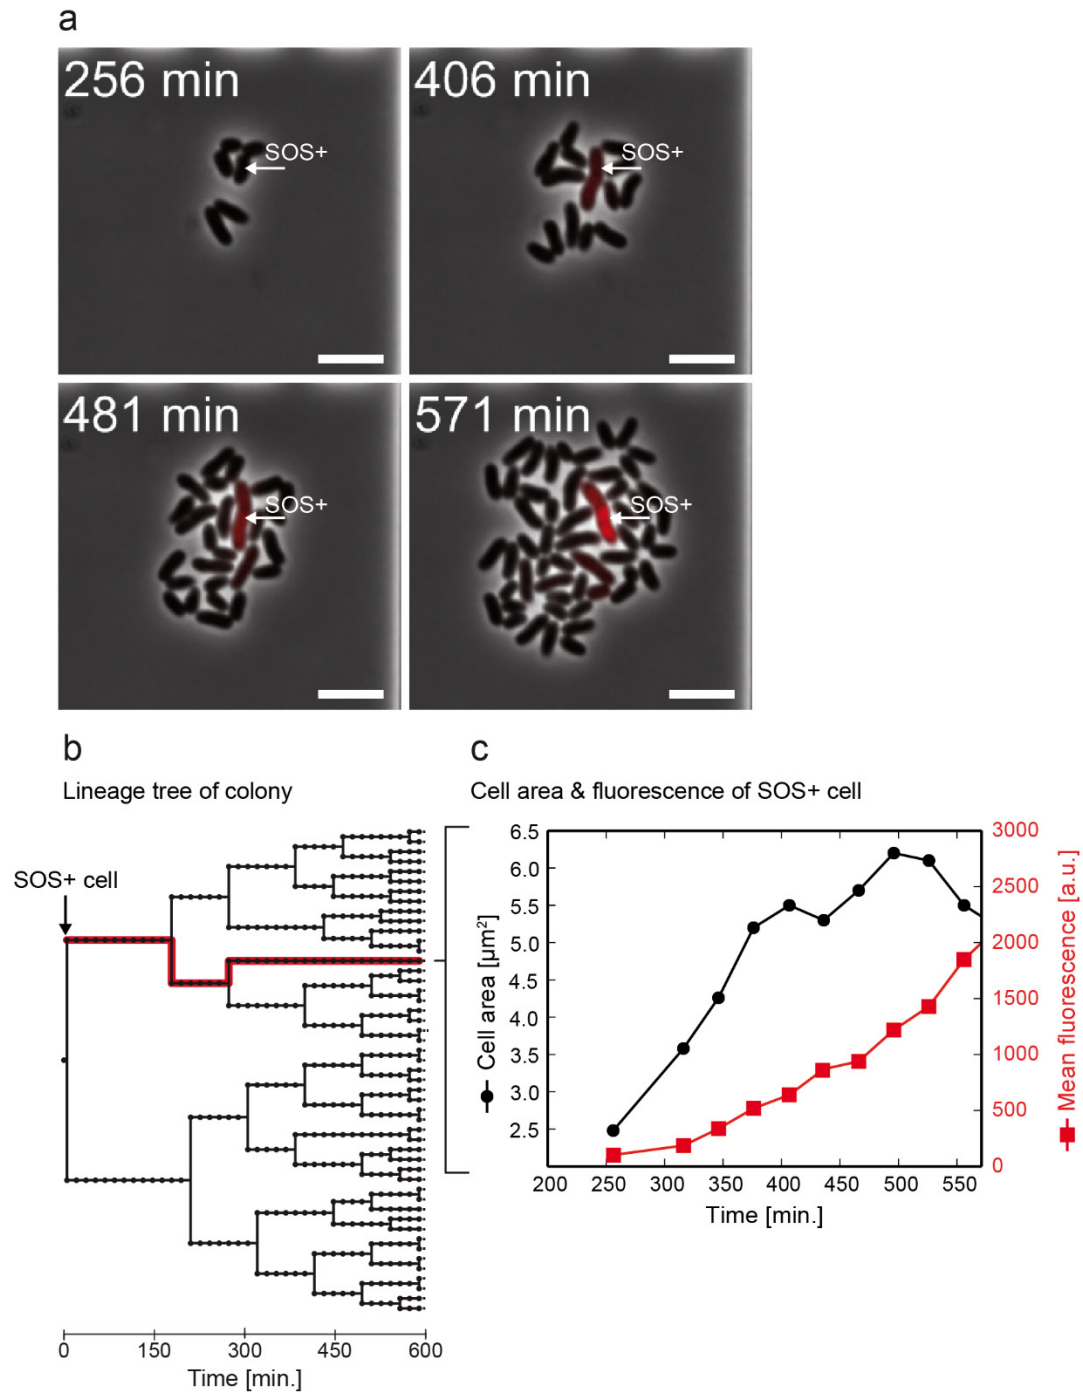 a
256 min
SOS+
406 min
SOS+
481 min
SOS+
571 min
SOS+
b
Lineage tree of colony
SOS+ cell
0 150 300 450 600
Time [min.]
c
Cell area & fluorescence of SOS+ cell
Cell area [µm²]
6.5
6.0
5.5
5.0
4.5
4.0
3.5
3.0
2.5
200 250 300 350 400 450 500 550
Time [min.]
3000
2500
2000
1500
1000
500
0
Mean fluorescence [a.u.]